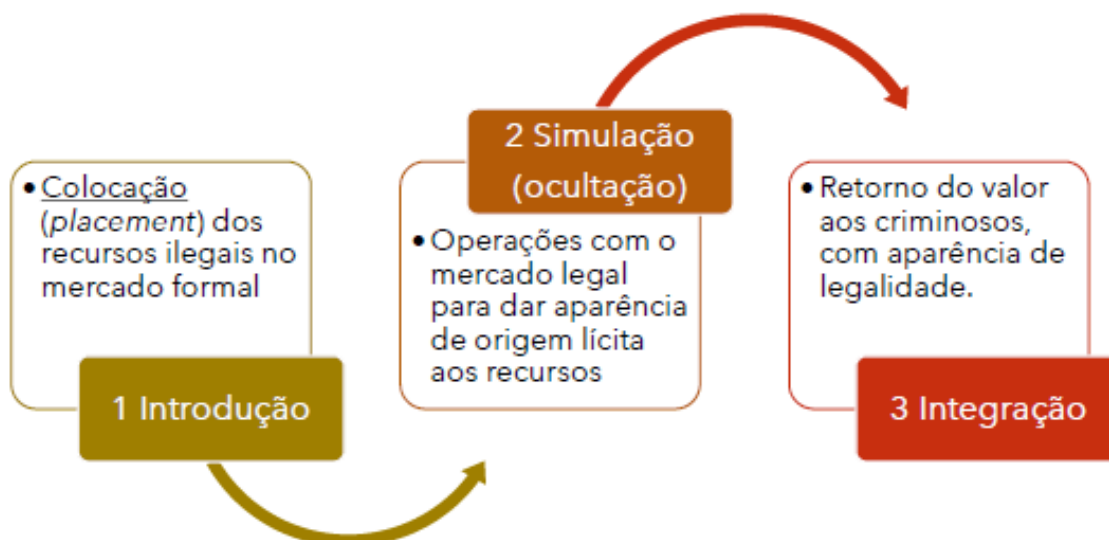 • Colocação
(placement) dos
recursos ilegais no
mercado formal
1 Introdução
2 Simulação
(ocultação)
• Operações com o
mercado legal
para dar aparência
de origem lícita
aos recursos
• Retorno do valor
aos criminosos,
com aparência de
legalidade.
3 Integração